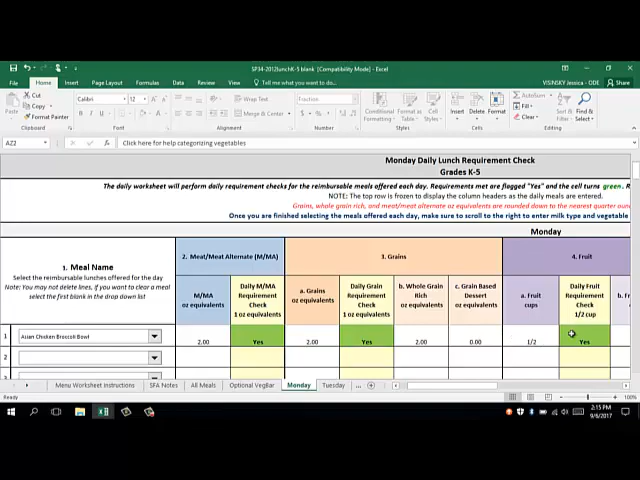 SP34-2012lunchK-5 blank [Compatibility Mode] - Excel
File Home Insert Page Layout Formulas Data Review View Tell me what you want to do... VISINSKY Jessica - ODE Share
Cut
Copy
Format Painter
Paste
Clipboard
Calibri 12
Font
Wrap Text
Merge & Center
Alignment
Fraction
Number
Conditional Formatting
Format as Table
Cell Styles
Styles
Insert Delete Format
Cells
AutoSum
Fill
Clear
Sort & Filter
Find & Select
Editing
AZ2 Click here for help categorizing vegetables
Monday Daily Lunch Requirement Check
Grades K-5
The daily worksheet will perform daily requirement checks for the reimbursable meals offered each day. Requirements met are flagged "Yes" and the cell turns green. R
NOTE: The top row is frozen to display the column headers as the daily meals are entered.
Grains, whole grain rich, and meat/meat alternate oz equivalents are rounded down to the nearest quarter oun
Once you are finished selecting the meals offered each day, make sure to scroll to the right to enter milk type and vegetable
Monday
1. Meal Name
Select the reimbursable lunches offered for the day
Note: You may not delete lines, if you want to clear a meal select the first blank in the drop down list
2. Meat/Meat Alternate (M/MA)
3. Grains
4. Fruit
M/MA oz equivalents
Daily M/MA Requirement Check 1 oz equivalents
a. Grains oz equivalents
Daily Grain Requirement Check 1 oz equivalents
b. Whole Grain Rich oz equivalents
c. Grain Based Dessert oz equivalents
a. Fruit cups
Daily Fruit Requirement Check 1/2 cup
b. F
1 Asian Chicken Broccoli Bowl 2.00 Yes 2.00 Yes 2.00 0.00 1/2 Yes
2
3
Menu Worksheet Instructions SFA Notes All Meals Optional VegBar Monday Tuesday ...
Ready 100%
2:15 PM
9/6/2017